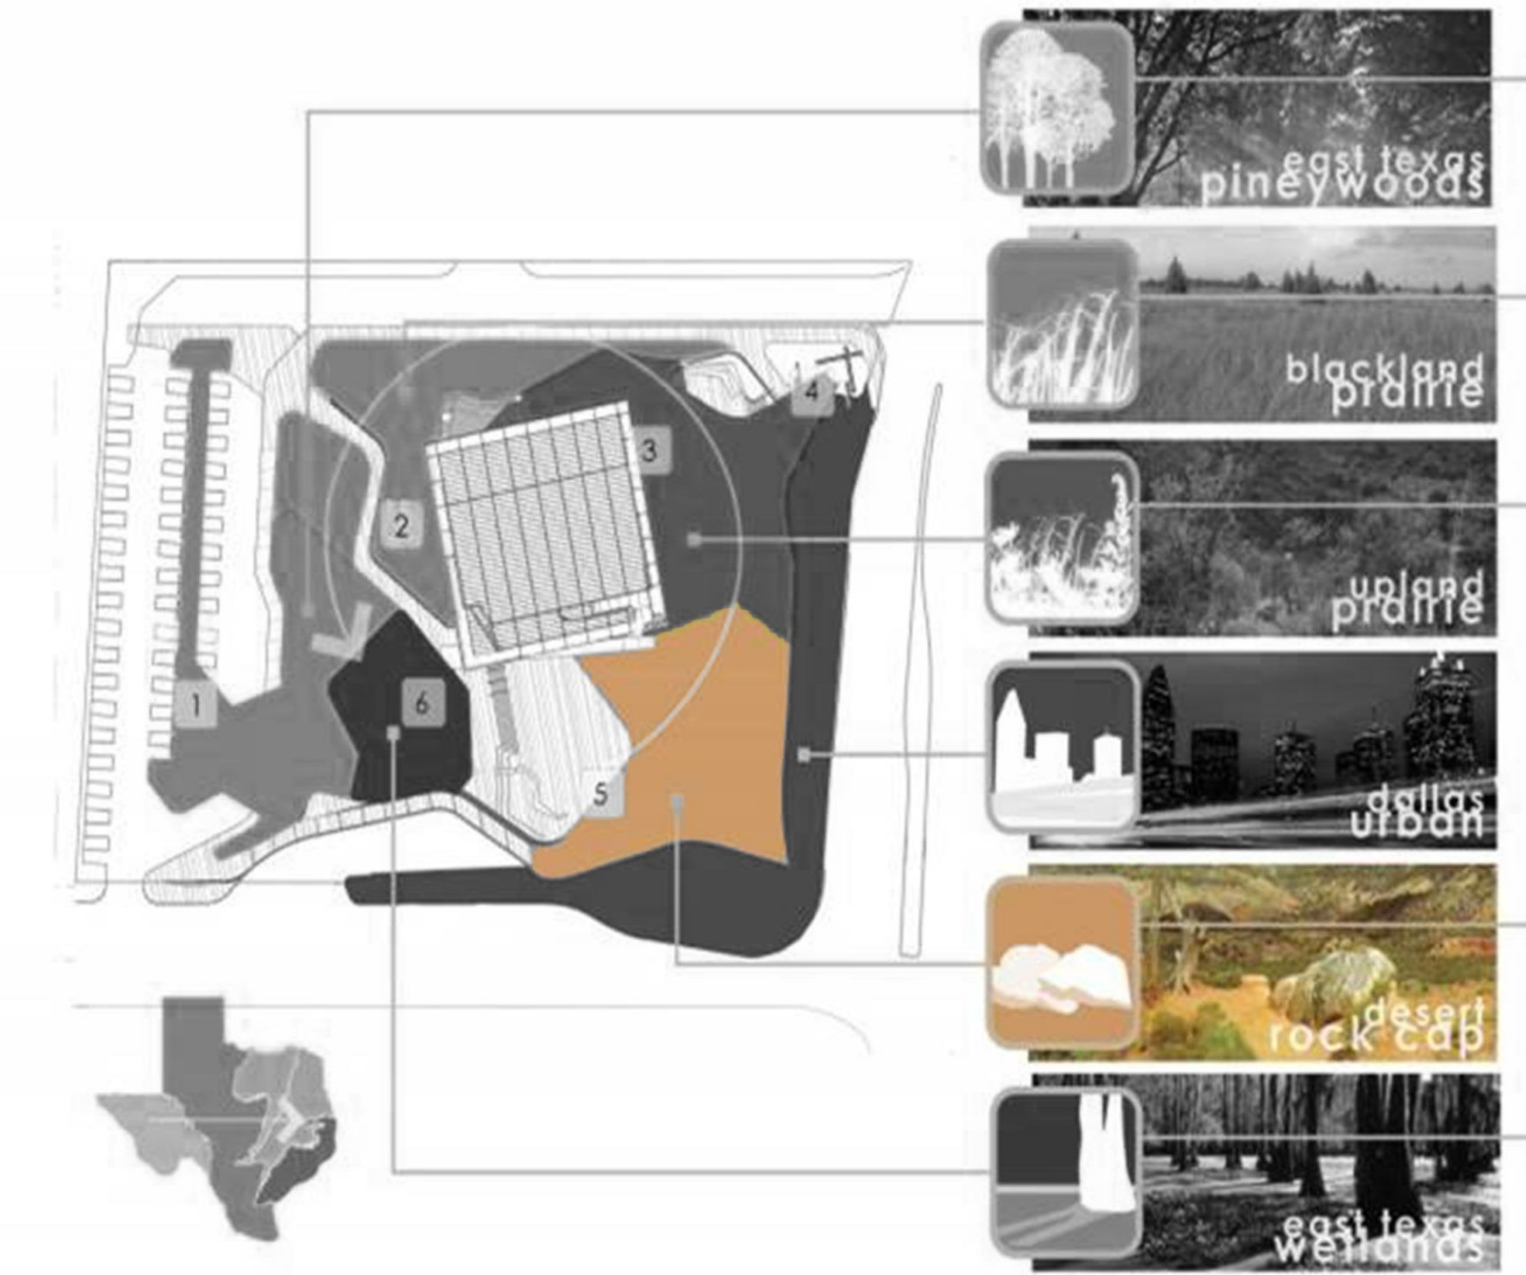 east texas
pineywoods
blackland
prairie
upland
prairie
dallas
urban
desert
rock cap
east texas
wetlands
1
2
3
4
5
6